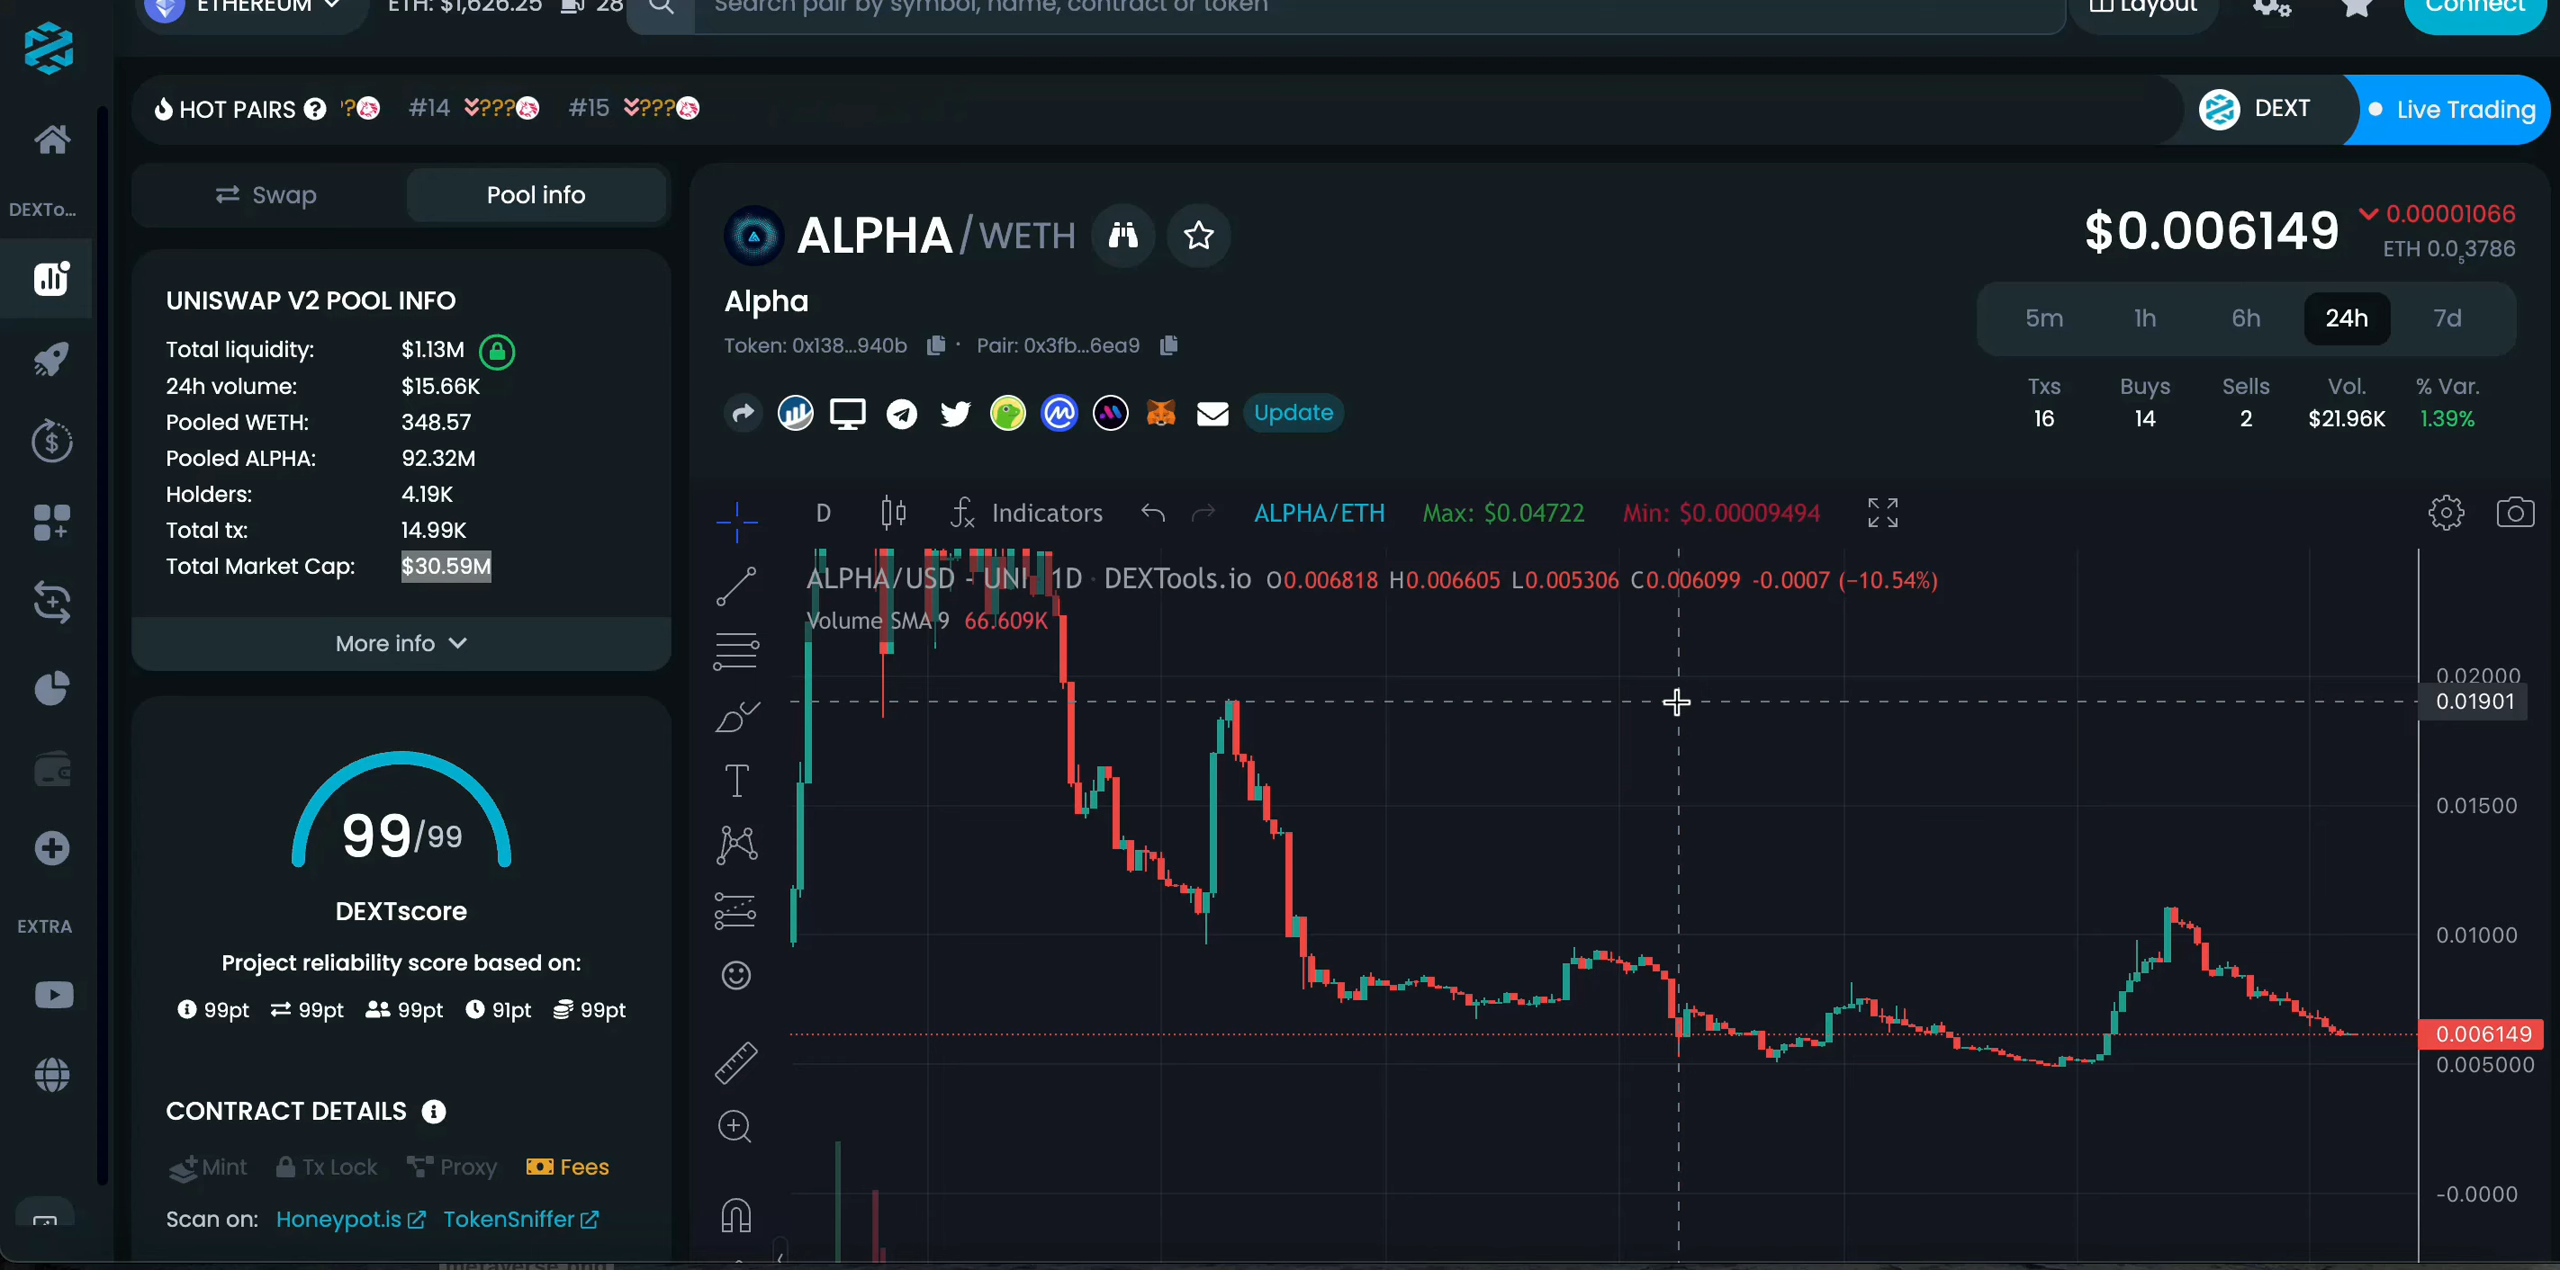 ETHEREUM
ETH: $1,626.25 28
Search pair by symbol, name, contract or token
Layout
Connect
HOT PAIRS ? ?? #14 ??? #15 ???
DEXT
Live Trading
DEXTo...
EXTRA
Swap
Pool info
UNISWAP V2 POOL INFO
Total liquidity: $1.13M
24h volume: $15.66K
Pooled WETH: 348.57
Pooled ALPHA: 92.32M
Holders: 4.19K
Total tx: 14.99K
Total Market Cap: $30.59M
More info
99/99
DEXTscore
Project reliability score based on:
99pt 99pt 99pt 91pt 99pt
CONTRACT DETAILS
Mint Tx Lock Proxy Fees
Scan on: Honeypot.is TokenSniffer
ALPHA/WETH
Alpha
Token: 0x138...940b · Pair: 0x3fb...6ea9
Update
$0.006149
0.00001066
ETH 0.0₅3786
5m 1h 6h 24h 7d
Txs Buys Sells Vol. % Var.
16 14 2 $21.96K 1.39%
D Indicators ALPHA/ETH Max: $0.04722 Min: $0.00009494
ALPHA/USD - UNI 1D · DEXTools.io O0.006818 H0.006605 L0.005306 C0.006099 -0.0007 (−10.54%)
Volume SMA 9 66.609K
0.02000
0.01901
0.01500
0.01000
0.006149
0.005000
-0.0000
metaverse.png